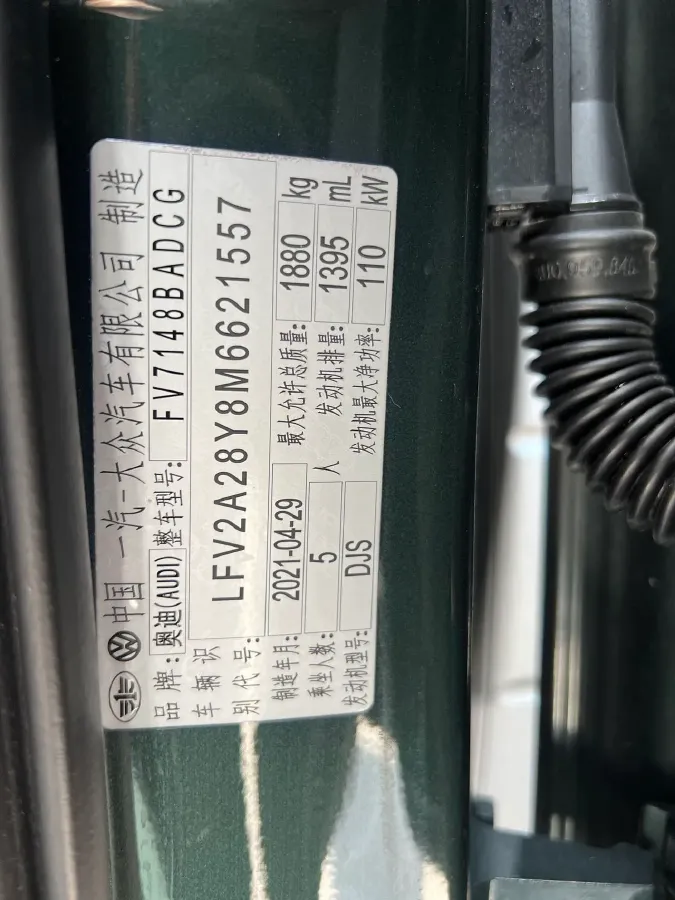 中国 一汽-大众汽车有限公司 制造
品牌: 奥迪(AUDI) 整车型号: FV7148BADCG
车辆识别代号: LFV2A28Y8M6621557
制造年月: 2021-04-29 最大允许总质量: 1880 kg
乘坐人数: 5 人 发动机排量: 1395 mL
发动机型号: DJS 发动机最大净功率: 110 kW